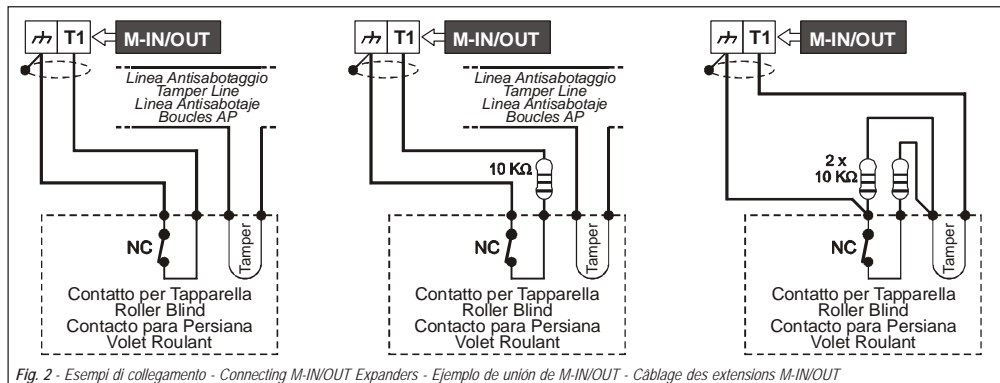 T1 M-IN/OUT
Linea Antisabotaggio
Tamper Line
Lìnea Antisabotaje
Boucles AP
NC
Tamper
Contatto per Tapparella
Roller Blind
Contacto para Persiana
Volet Roulant
T1 M-IN/OUT
Linea Antisabotaggio
Tamper Line
Lìnea Antisabotaje
Boucles AP
10 KΩ
NC
Tamper
Contatto per Tapparella
Roller Blind
Contacto para Persiana
Volet Roulant
T1 M-IN/OUT
2 x
10 KΩ
NC
Tamper
Contatto per Tapparella
Roller Blind
Contacto para Persiana
Volet Roulant
Fig. 2 - Esempi di collegamento - Connecting M-IN/OUT Expanders - Ejemplo de unión de M-IN/OUT - Câblage des extensions M-IN/OUT